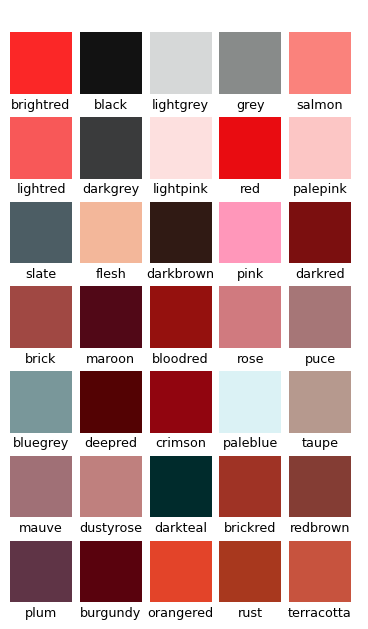 brightred black lightgrey grey salmon
lightred darkgrey lightpink red palepink
slate flesh darkbrown pink darkred
brick maroon bloodred rose puce
bluegrey deepred crimson paleblue taupe
mauve dustyrose darkteal brickred redbrown
plum burgundy orangered rust terracotta